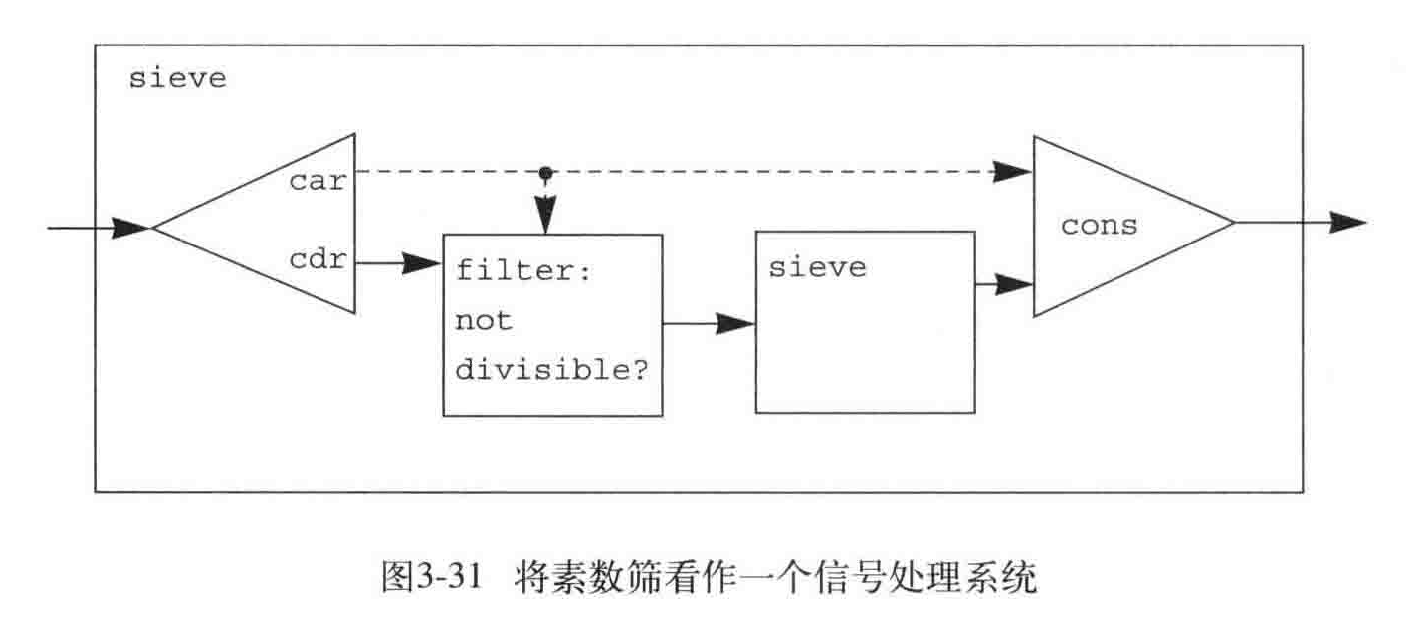 sieve
car
cdr
filter:
not
divisible?
sieve
cons
图3-31 将素数筛看作一个信号处理系统